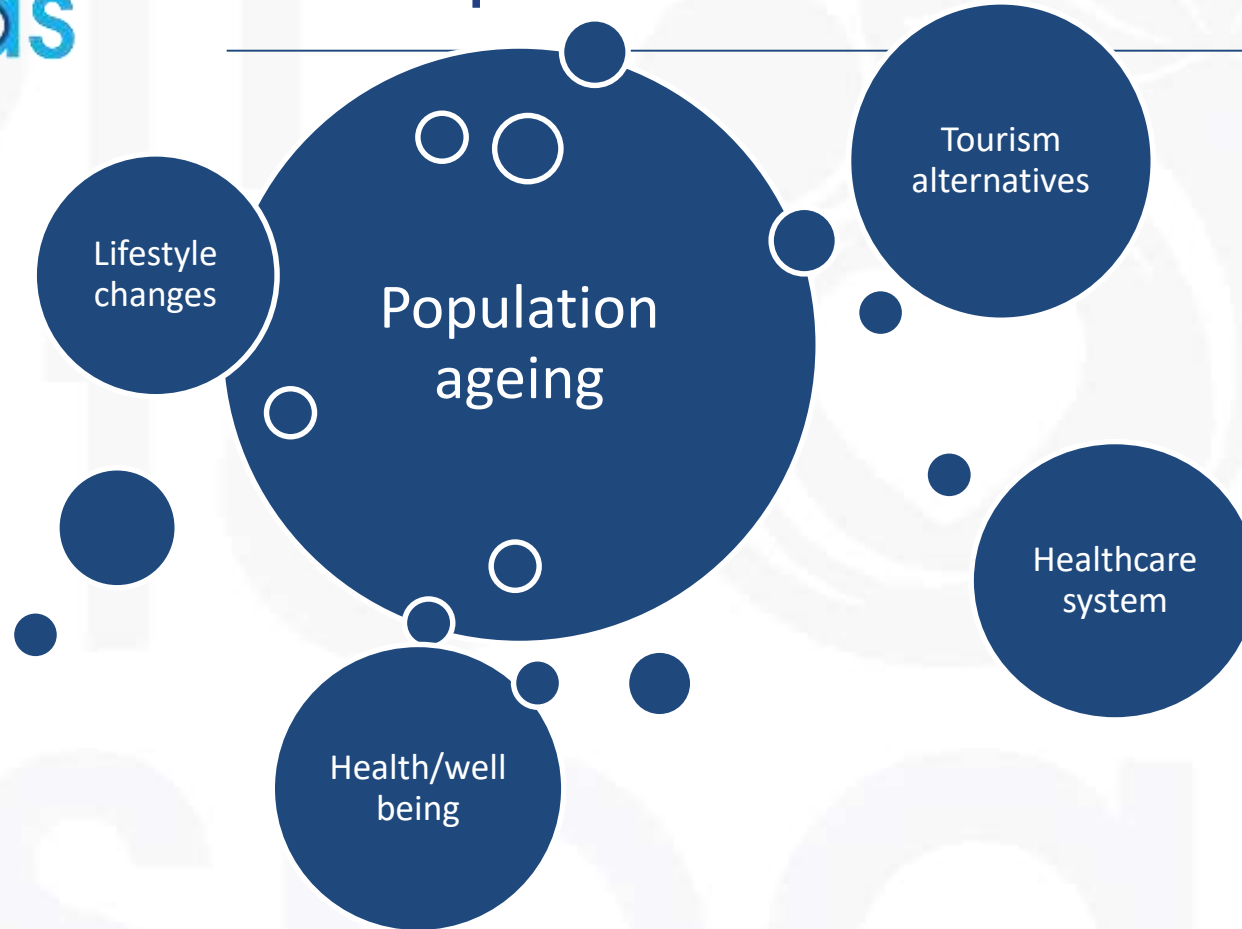 Tourism
alternatives
Lifestyle
changes
Population
ageing
Healthcare
system
Health/well
being